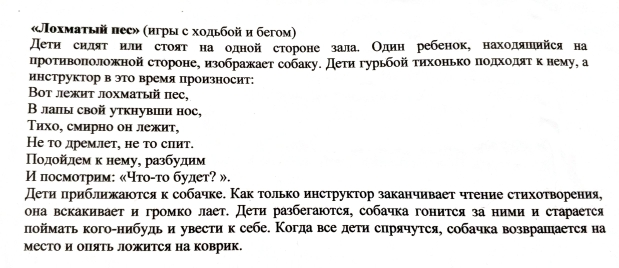 «Лохматый пес» (игры с ходьбой и бегом)
Дети сидят или стоят на одной стороне зала. Один ребенок, находящийся на
противоположной стороне, изображает собаку. Дети гурьбой тихонько подходят к нему, а
инструктор в это время произносит:
Вот лежит лохматый пес,
В лапы свой уткнувши нос,
Тихо, смирно он лежит,
Не то дремлет, не то спит.
Подойдем к нему, разбудим
И посмотрим: «Что-то будет? ».
Дети приближаются к собачке. Как только инструктор заканчивает чтение стихотворения,
она вскакивает и громко лает. Дети разбегаются, собачка гонится за ними и старается
поймать кого-нибудь и увести к себе. Когда все дети спрячутся, собачка возвращается на
место и опять ложится на коврик.